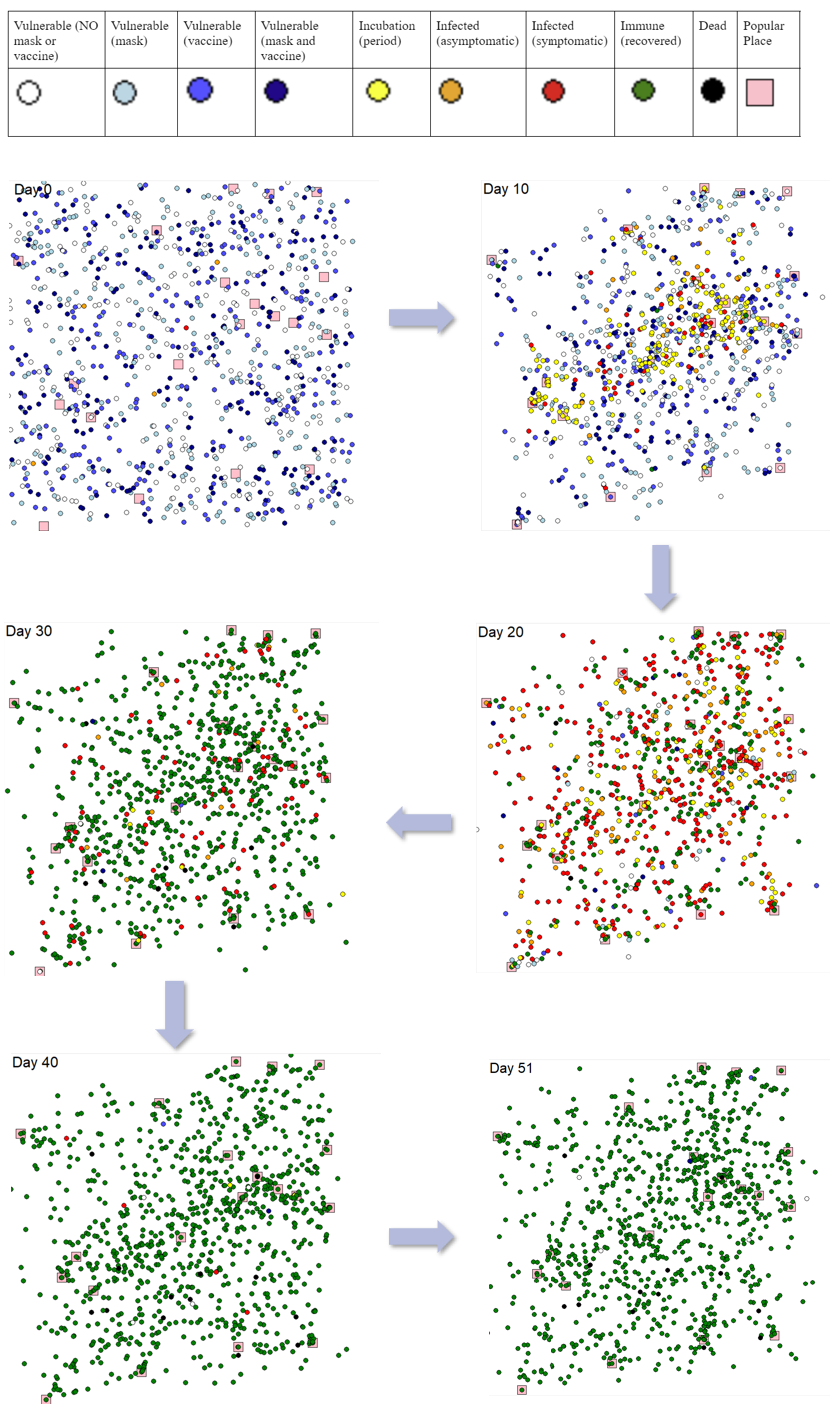 Vulnerable (NO
mask or
vaccine)
Vulnerable
(mask)
Vulnerable
(vaccine)
Vulnerable
(mask and
vaccine)
Incubation
(period)
Infected
(asymptomatic)
Infected
(symptomatic)
Immune
(recovered)
Dead
Popular
Place
Day 0
Day 10
Day 30
Day 20
Day 40
Day 51